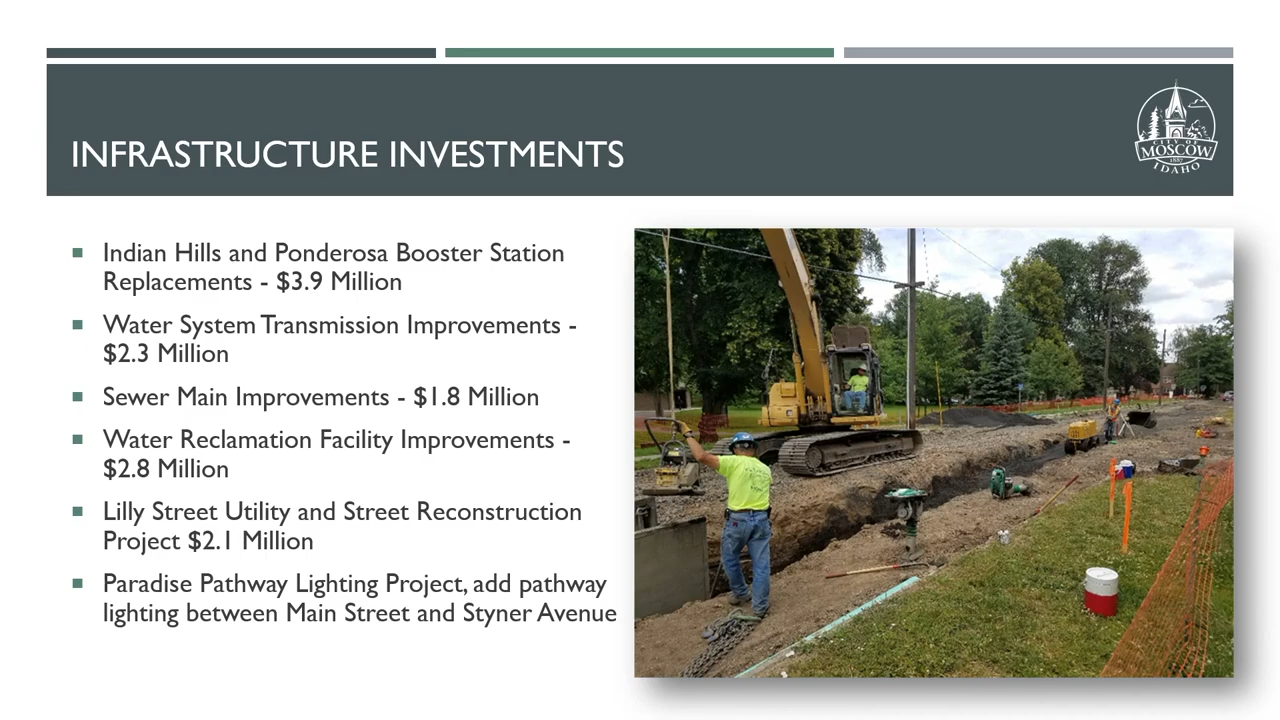 INFRASTRUCTURE INVESTMENTS
CITY OF
MOSCOW
1887
IDAHO
Indian Hills and Ponderosa Booster Station
Replacements - $3.9 Million
Water System Transmission Improvements -
$2.3 Million
Sewer Main Improvements - $1.8 Million
Water Reclamation Facility Improvements -
$2.8 Million
Lilly Street Utility and Street Reconstruction
Project $2.1 Million
Paradise Pathway Lighting Project, add pathway
lighting between Main Street and Styner Avenue